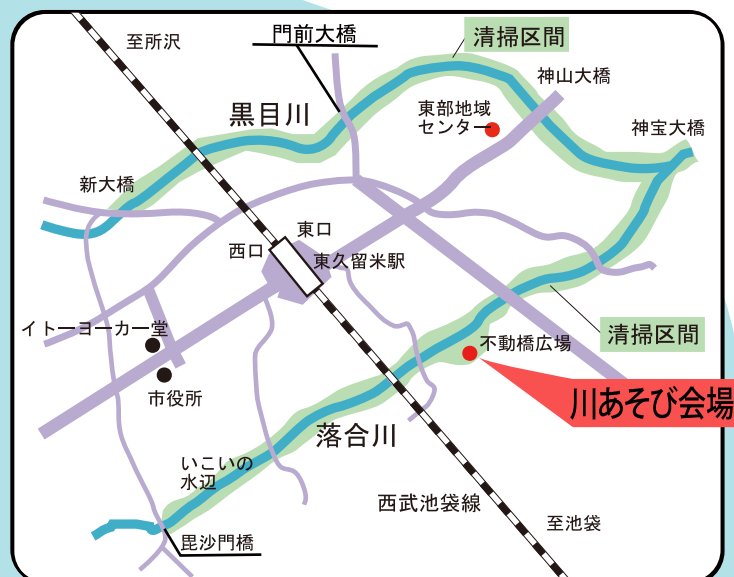 至所沢
門前大橋
清掃区間
神山大橋
東部地域
センター
黒目川
神宝大橋
新大橋
東口
西口
東久留米駅
イトーヨーカー堂
清掃区間
不動橋広場
市役所
川あそび会場
落合川
いこいの
水辺
西武池袋線
至池袋
毘沙門橋